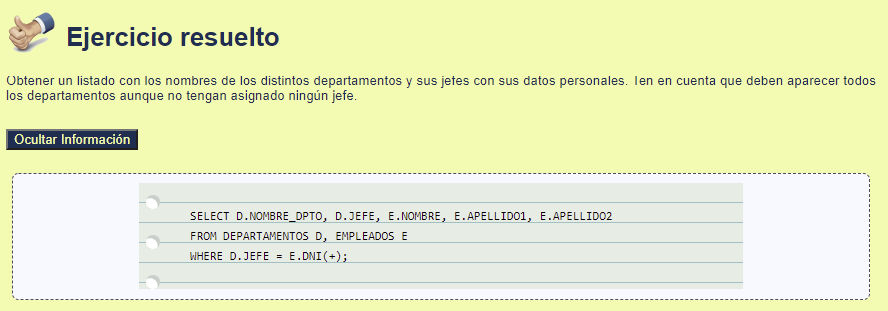 Ejercicio resuelto
Obtener un listado con los nombres de los distintos departamentos y sus jefes con sus datos personales. Ten en cuenta que deben aparecer todos
los departamentos aunque no tengan asignado ningún jefe.
Ocultar Información
SELECT D.NOMBRE_DPTO, D.JEFE, E.NOMBRE, E.APELLIDO1, E.APELLIDO2
FROM DEPARTAMENTOS D, EMPLEADOS E
WHERE D.JEFE = E.DNI(+);